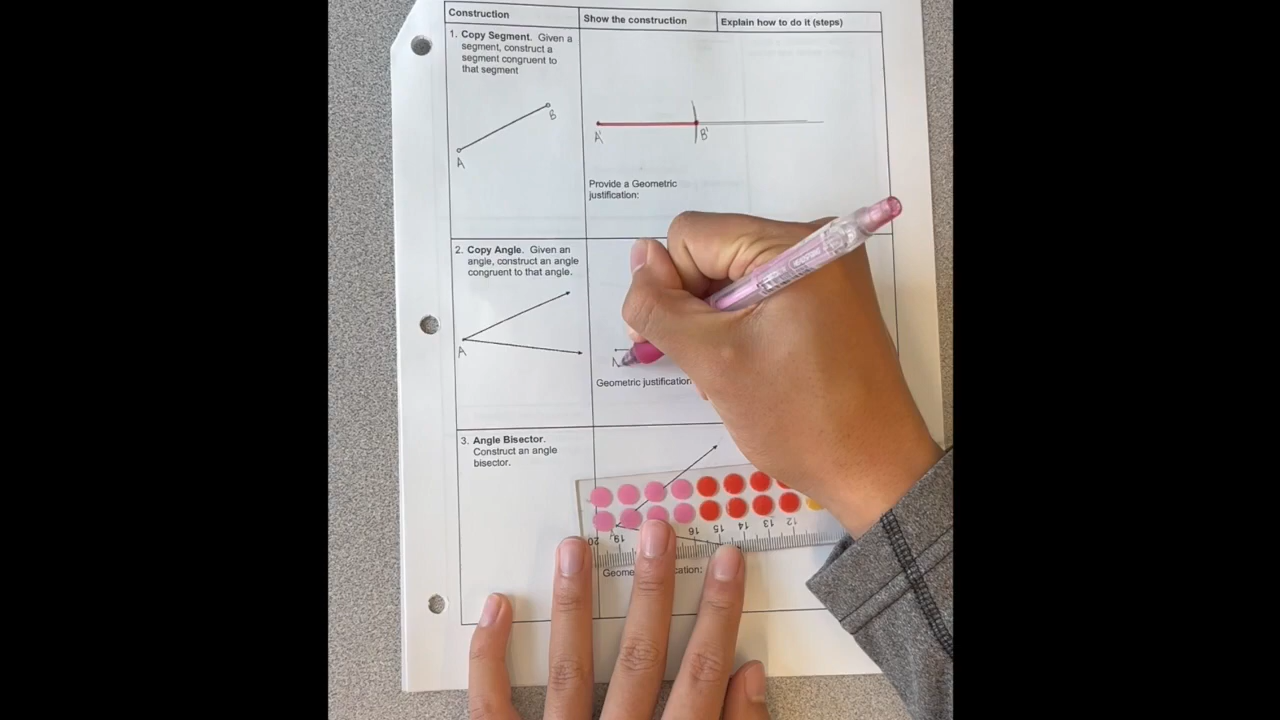 Construction
Show the construction
Explain how to do it (steps)
1. Copy Segment. Given a
segment, construct a
segment congruent to
that segment
B
A
A'
B'
Provide a Geometric
justification:
2. Copy Angle. Given an
angle, construct an angle
congruent to that angle.
A
Geometric justification
3. Angle Bisector.
Construct an angle
bisector.
20 19 16 15 14 13 12